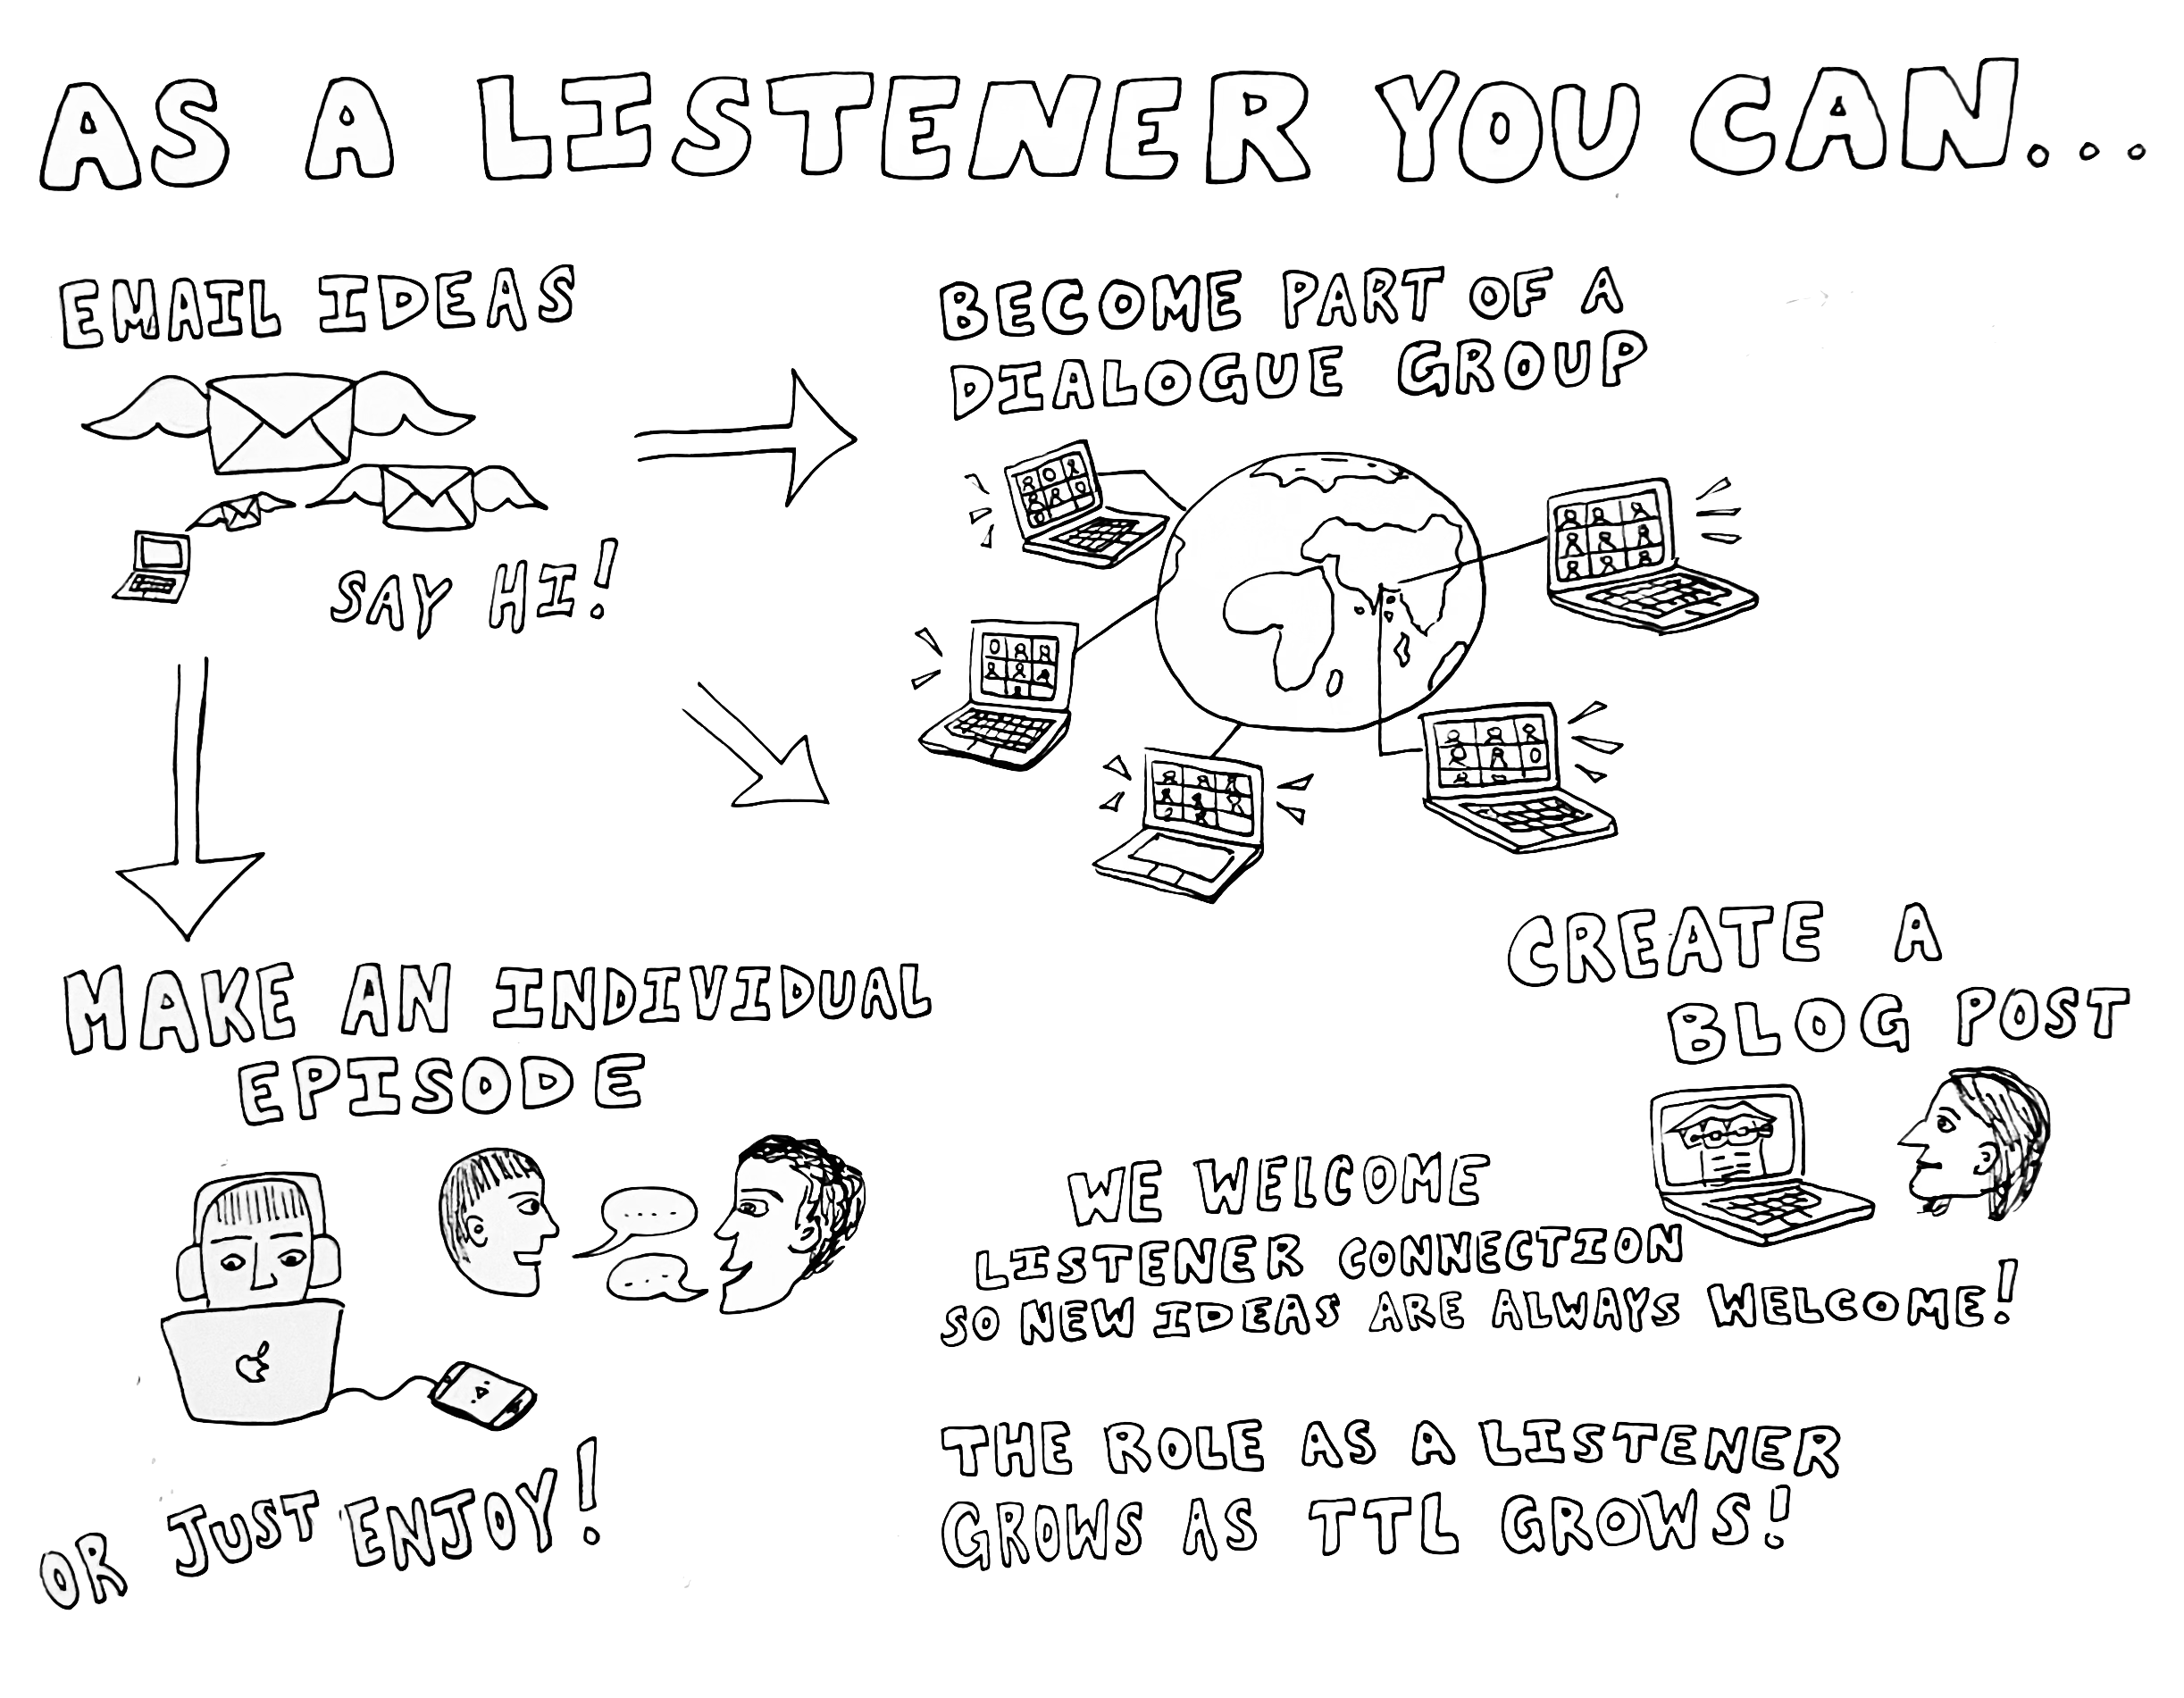 AS A LISTENER YOU CAN...
EMAIL IDEAS
SAY HI!
BECOME PART OF A
DIALOGUE GROUP
MAKE AN INDIVIDUAL
EPISODE
CREATE A
BLOG POST
WE WELCOME
LISTENER CONNECTION
SO NEW IDEAS ARE ALWAYS WELCOME!
OR JUST ENJOY!
THE ROLE AS A LISTENER
GROWS AS TTL GROWS!